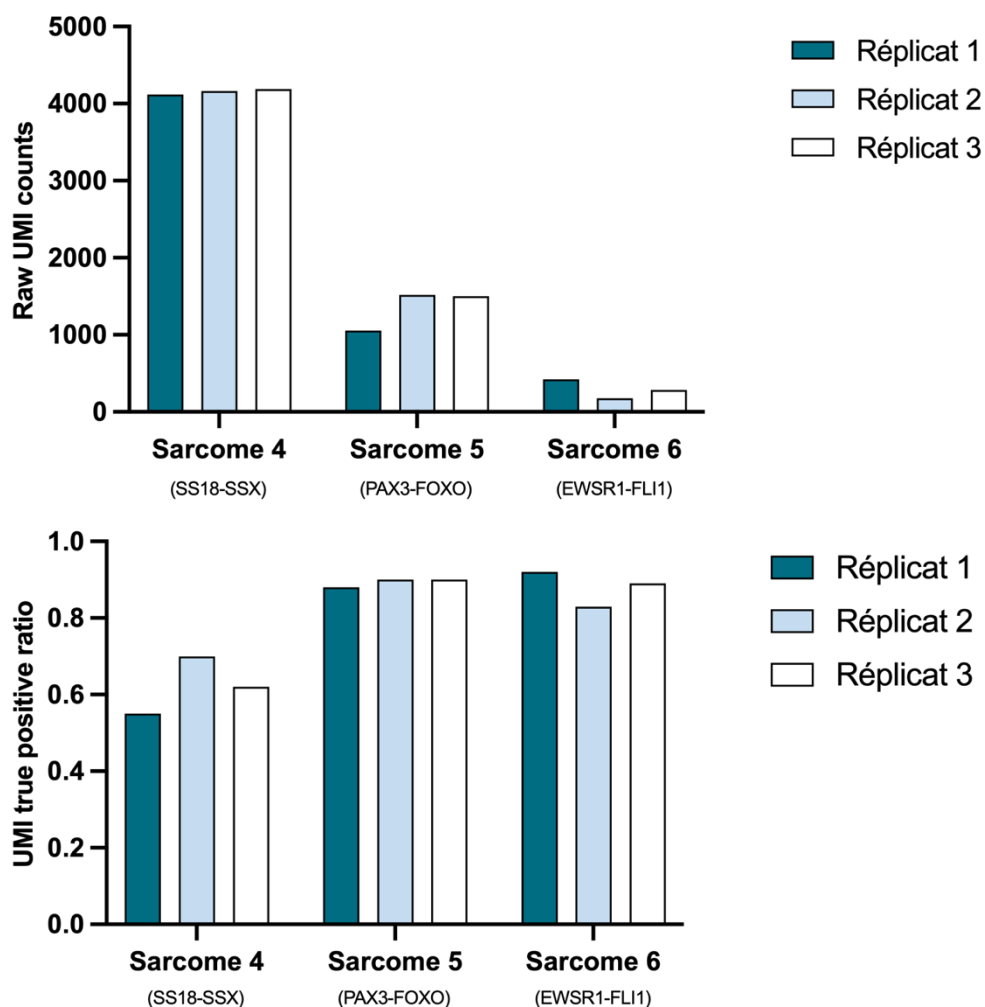 Raw UMI counts
5000
4000
3000
2000
1000
0
Sarcome 4
(SS18-SSX)
Sarcome 5
(PAX3-FOXO)
Sarcome 6
(EWSR1-FLI1)
Réplicat 1
Réplicat 2
Réplicat 3
UMI true positive ratio
1.0
0.8
0.6
0.4
0.2
0.0
Sarcome 4
(SS18-SSX)
Sarcome 5
(PAX3-FOXO)
Sarcome 6
(EWSR1-FLI1)
Réplicat 1
Réplicat 2
Réplicat 3